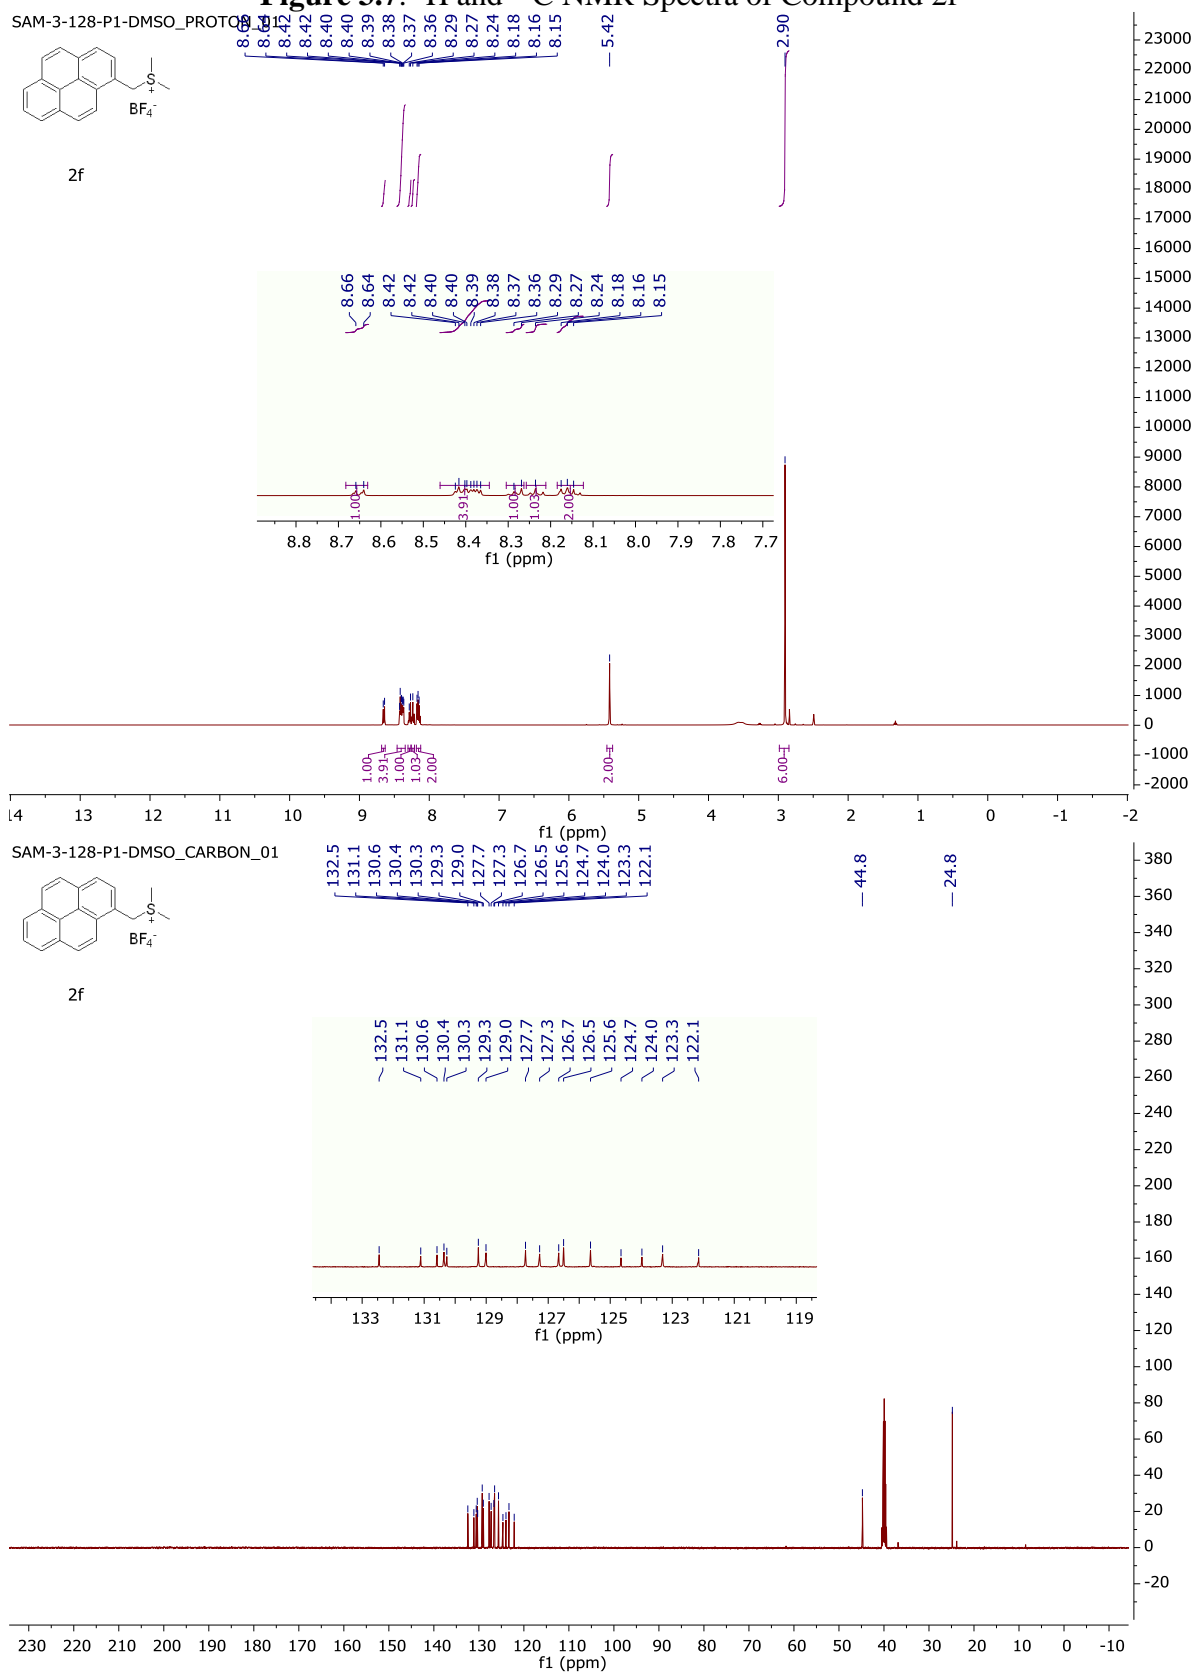 Figure 3.7. H and C NMR Spectra of Compound 2f
SAM-3-128-P1-DMSO_PROTON_01
8.66 8.64 8.42 8.42 8.40 8.40 8.39 8.38 8.37 8.36 8.29 8.27 8.24 8.18 8.16 8.15 5.42 2.90
S
+
BF4-
2f
23000
22000
21000
20000
19000
18000
17000
16000
15000
14000
13000
12000
11000
10000
9000
8000
7000
6000
5000
4000
3000
2000
1000
0
-1000
-2000
8.66 8.64 8.42 8.42 8.40 8.40 8.39 8.38 8.37 8.36 8.29 8.27 8.24 8.18 8.16 8.15
1.00 3.91 1.00 1.03 2.00
8.8 8.7 8.6 8.5 8.4 8.3 8.2 8.1 8.0 7.9 7.8 7.7
f1 (ppm)
1.00 3.91 1.00 1.03 2.00 2.00 6.00
14 13 12 11 10 9 8 7 6 5 4 3 2 1 0 -1 -2
f1 (ppm)
SAM-3-128-P1-DMSO_CARBON_01
132.5 131.1 130.6 130.4 130.3 129.3 129.0 127.7 127.3 126.7 126.5 125.6 124.7 124.0 123.3 122.1 44.8 24.8
S
+
BF4-
2f
380
360
340
320
300
280
260
240
220
200
180
160
140
120
100
80
60
40
20
0
-20
132.5 131.1 130.6 130.4 130.3 129.3 129.0 127.7 127.3 126.7 126.5 125.6 124.7 124.0 123.3 122.1
133 131 129 127 125 123 121 119
f1 (ppm)
230 220 210 200 190 180 170 160 150 140 130 120 110 100 90 80 70 60 50 40 30 20 10 0 -10
f1 (ppm)